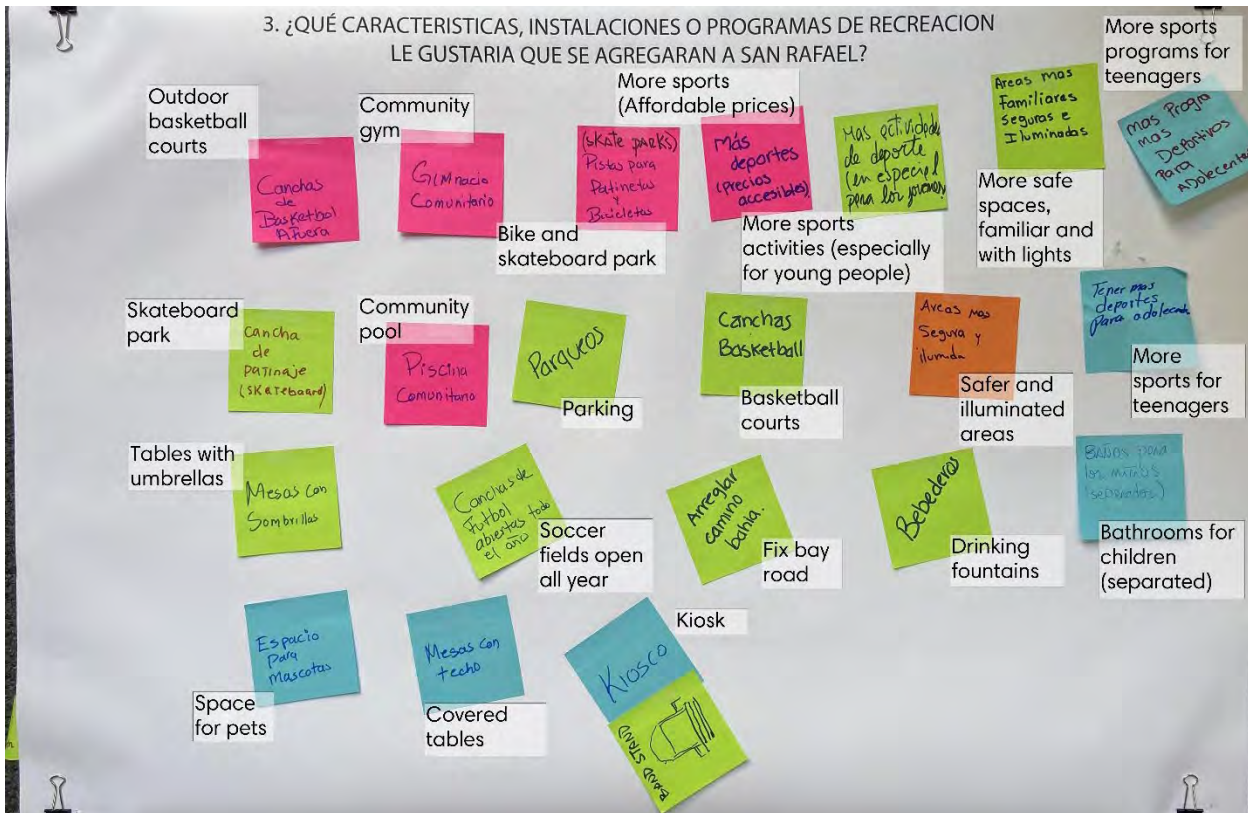 3. ¿QUÉ CARACTERISTICAS, INSTALACIONES O PROGRAMAS DE RECREACION
LE GUSTARIA QUE SE AGREGARAN A SAN RAFAEL?
Outdoor
basketball
courts
Canchas
de
Basketbol
Afuera
Community
gym
Gimnacio
Comunitario
Bike and
skateboard park
(SKATE PARKS)
Pistas para
Patinetas
y
Bicicletas
More sports
(Affordable prices)
Más
deportes
(precios
accesibles)
More sports
activities (especially
for young people)
Mas actividades
de deporte
(en especial
para los jovenes)
More safe
spaces,
familiar and
with lights
Areas mas
Familiares
Seguras e
Iluminadas
More sports
programs for
teenagers
mas Progra
mas
Deportivos
Para
Adolecentes
Skateboard
park
Cancha
de
Patinaje
(SKateboard)
Community
pool
Piscina
Comunitario
Parqueos
Parking
Canchas
Basketball
Basketball
courts
Areas mas
Segura y
ilumida
Safer and
illuminated
areas
Tener mas
deportes
para adolecente
More
sports for
teenagers
Tables with
umbrellas
Mesas con
Sombrillas
Canchas de
Futbol
abiertas todo
el año
Soccer
fields open
all year
Arreglar
camino
bahia.
Fix bay
road
Bebederos
Drinking
fountains
Baños para
los niños
(separados)
Bathrooms for
children
(separated)
Espacio
para
mascotas
Space
for pets
Mesas con
techo
Covered
tables
Kiosk
Kiosco
BAND STAND